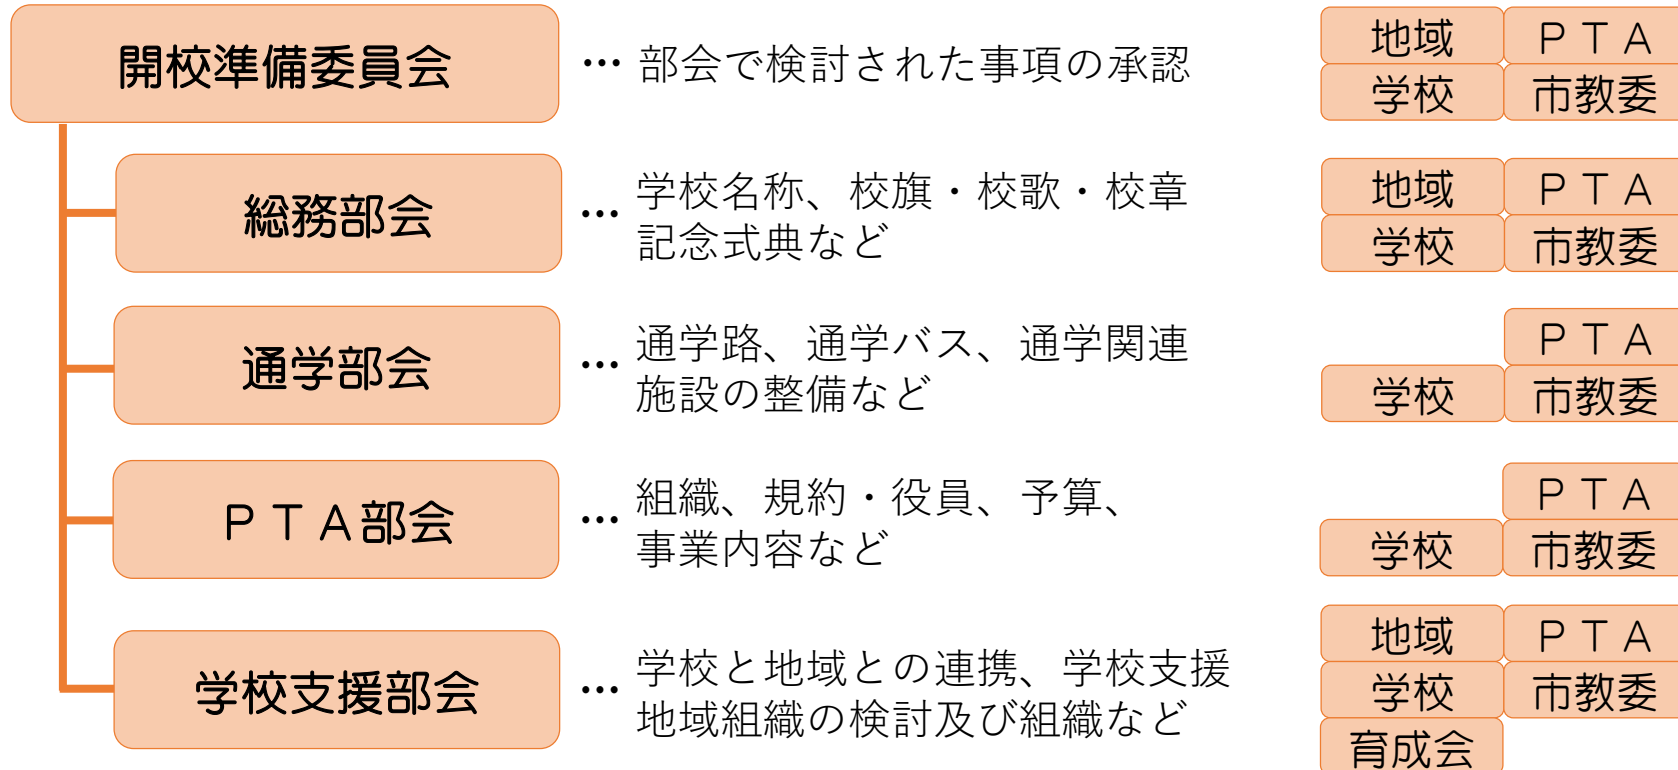 開校準備委員会
… 部会で検討された事項の承認
地域 ＰＴＡ
学校 市教委
総務部会
… 学校名称、校旗・校歌・校章
記念式典など
地域 ＰＴＡ
学校 市教委
通学部会
… 通学路、通学バス、通学関連
施設の整備など
ＰＴＡ
学校 市教委
ＰＴＡ部会
… 組織、規約・役員、予算、
事業内容など
ＰＴＡ
学校 市教委
学校支援部会
… 学校と地域との連携、学校支援
地域組織の検討及び組織など
地域 ＰＴＡ
学校 市教委
育成会